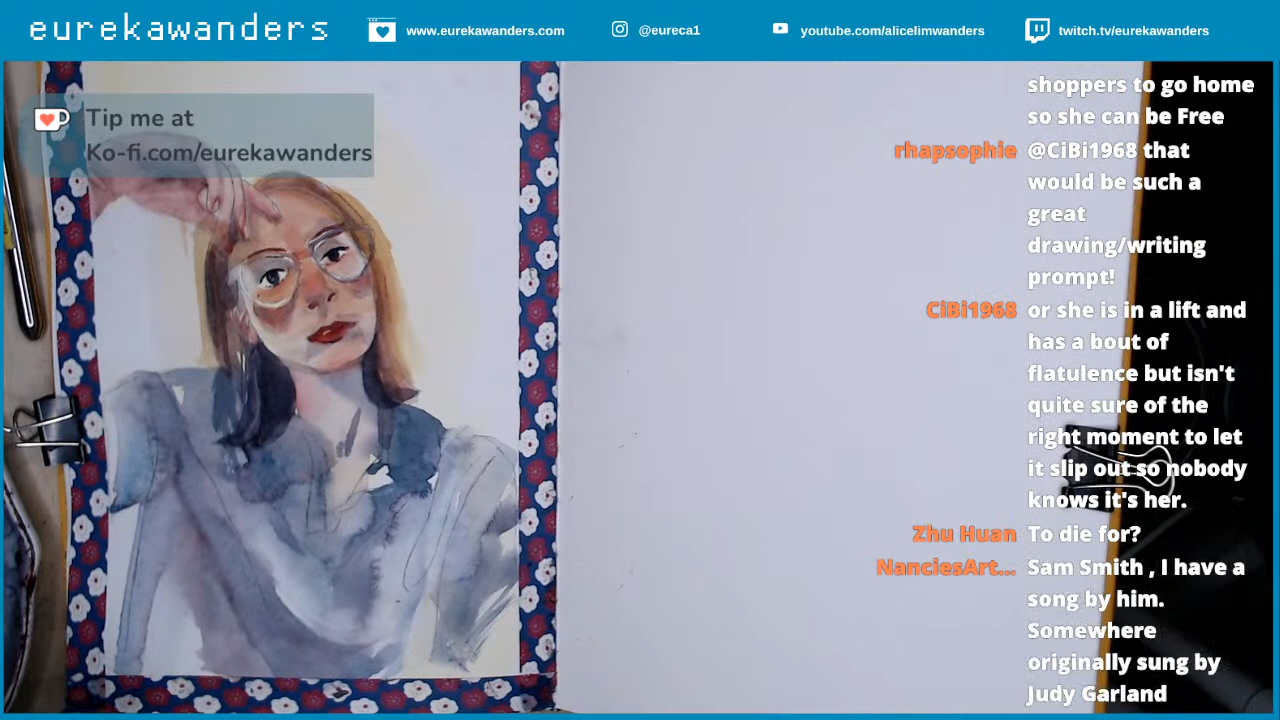 eurekawanders
www.eurekawanders.com
@eureca1
youtube.com/alicelimwanders
twitch.tv/eurekawanders
Tip me at
Ko-fi.com/eurekawanders
shoppers to go home
so she can be Free
rhapsophie @CiBi1968 that
would be such a
great
drawing/writing
prompt!
CiBi1968 or she is in a lift and
has a bout of
flatulence but isn't
quite sure of the
right moment to let
it slip out so nobody
knows it's her.
Zhu Huan To die for?
NanciesArt... Sam Smith , I have a
song by him.
Somewhere
originally sung by
Judy Garland